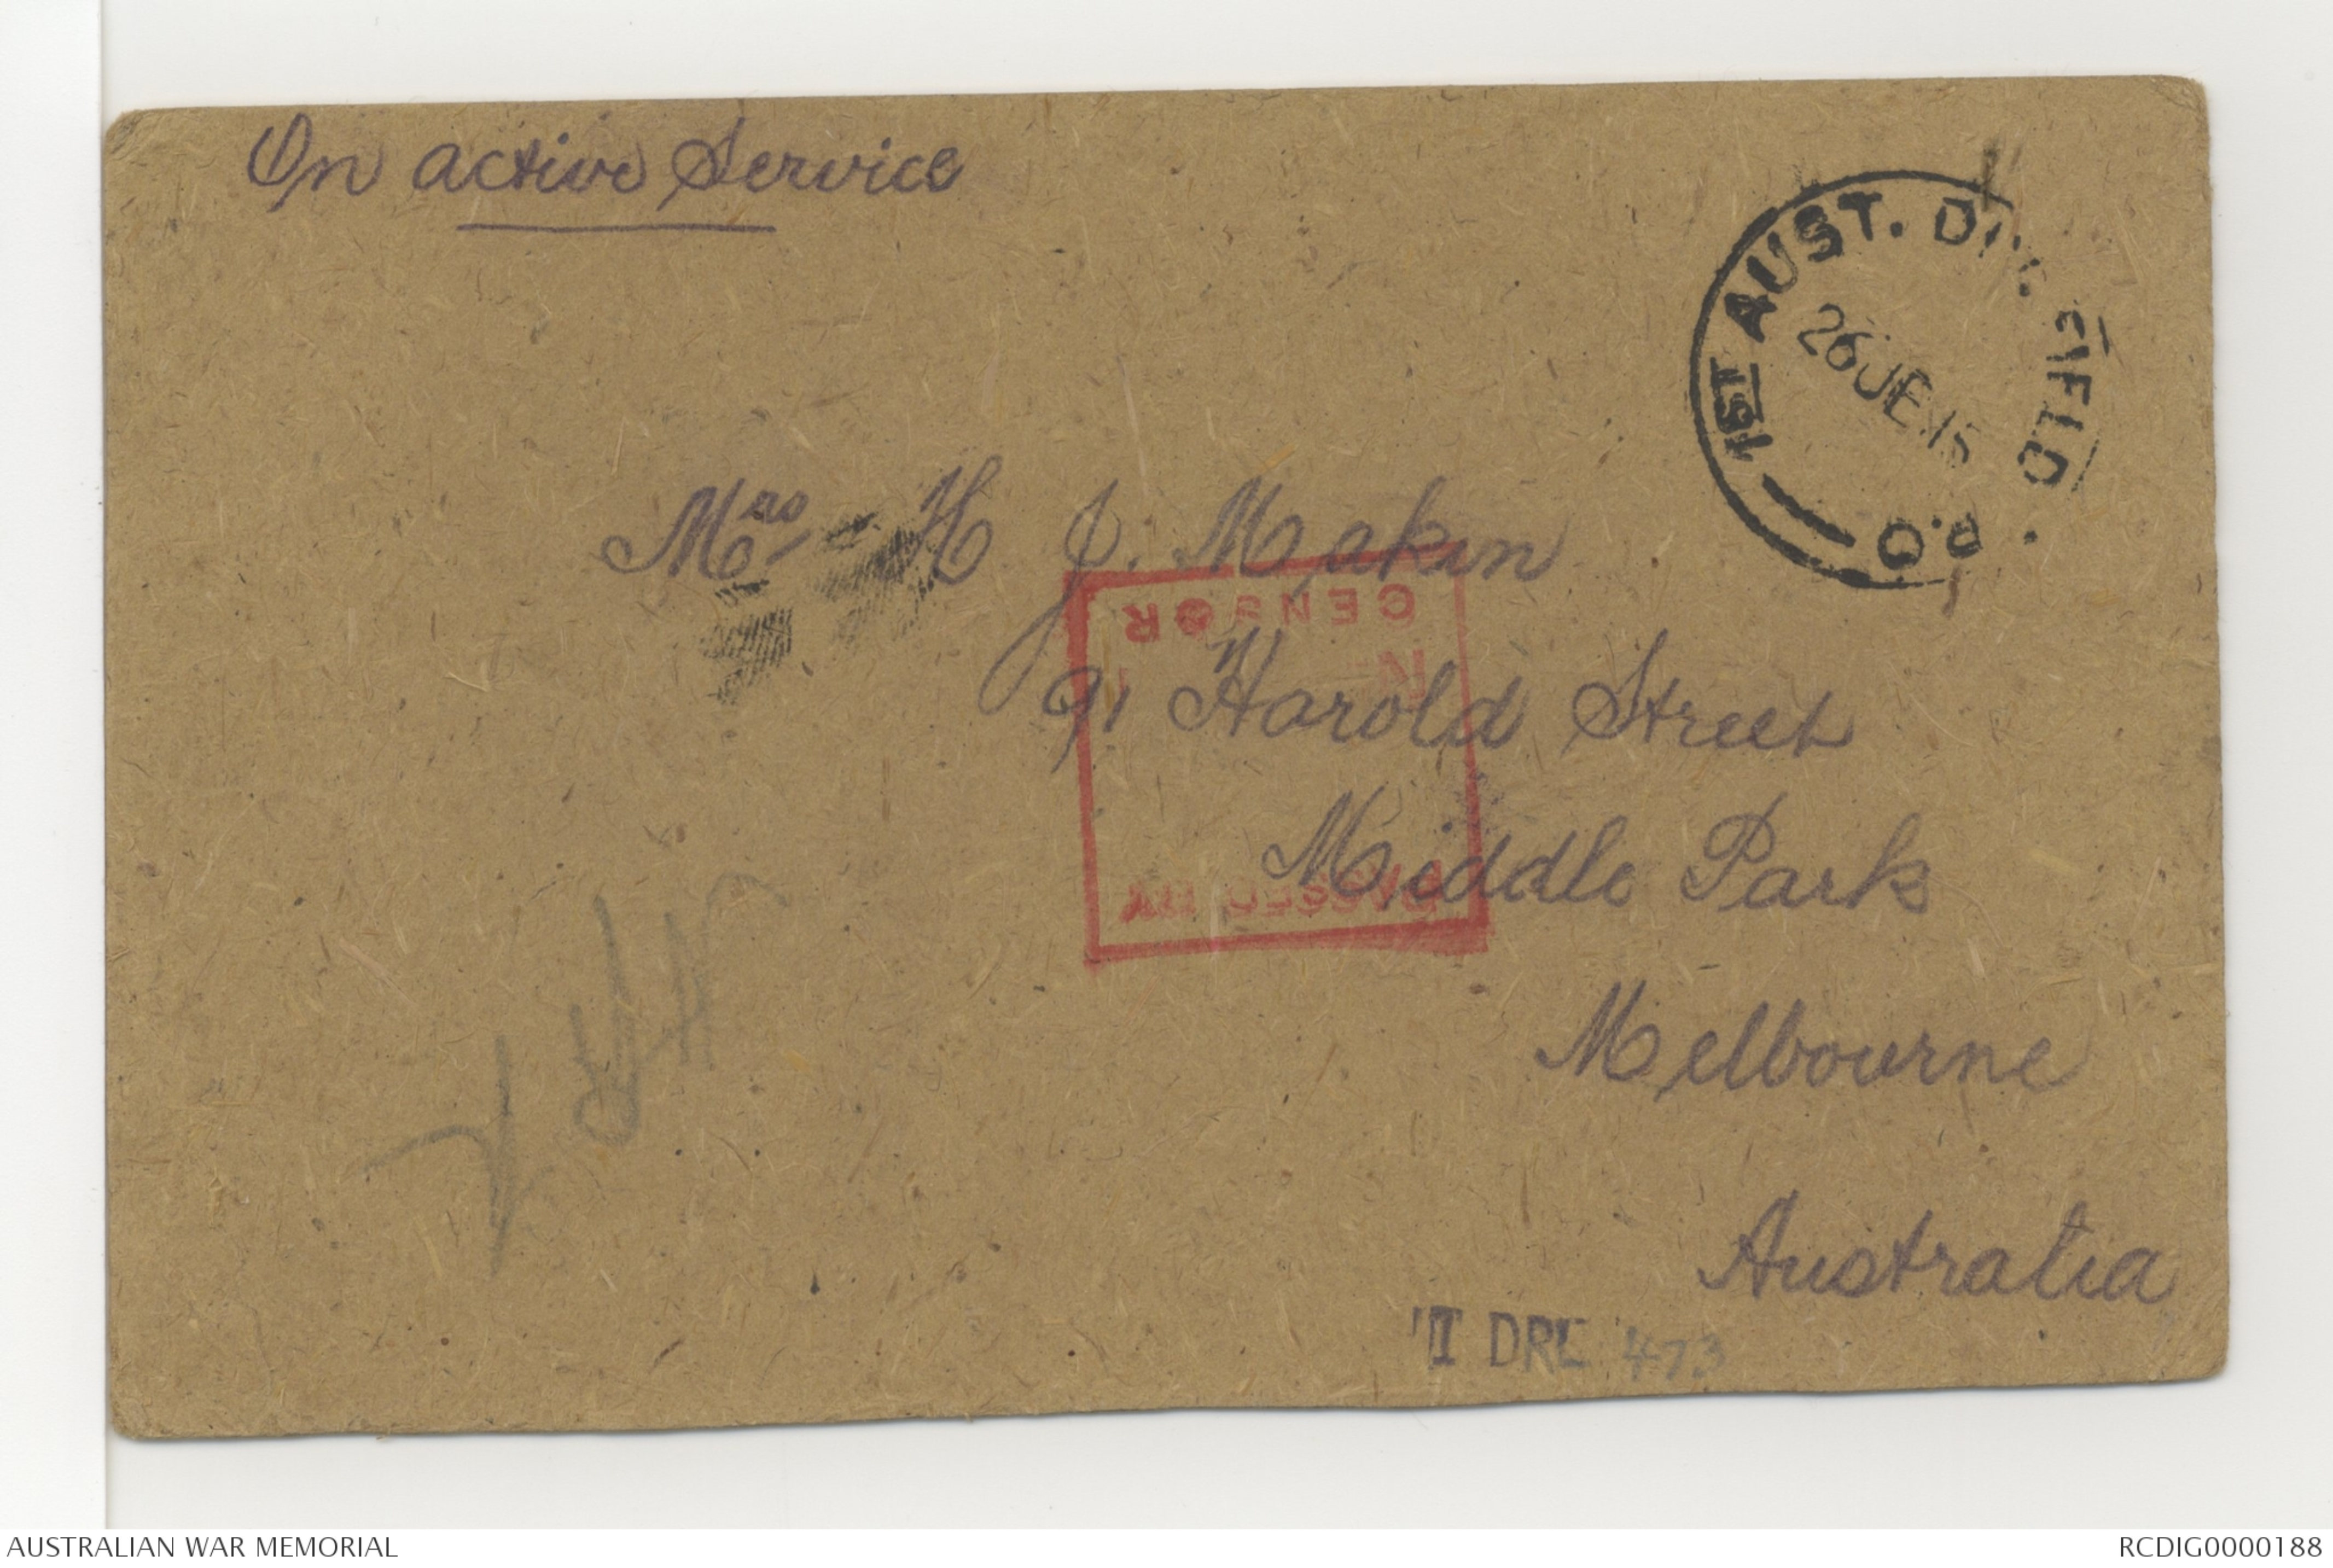 On active Service
1ST AUST. DIV. FIELD P.O.
26 JE 15
Mrs H J. Makin
91 Harold Street
Middle Park
Melbourne
Australia
PASSED BY
CENSOR
DRL 473
AUSTRALIAN WAR MEMORIAL
RCDIG0000188